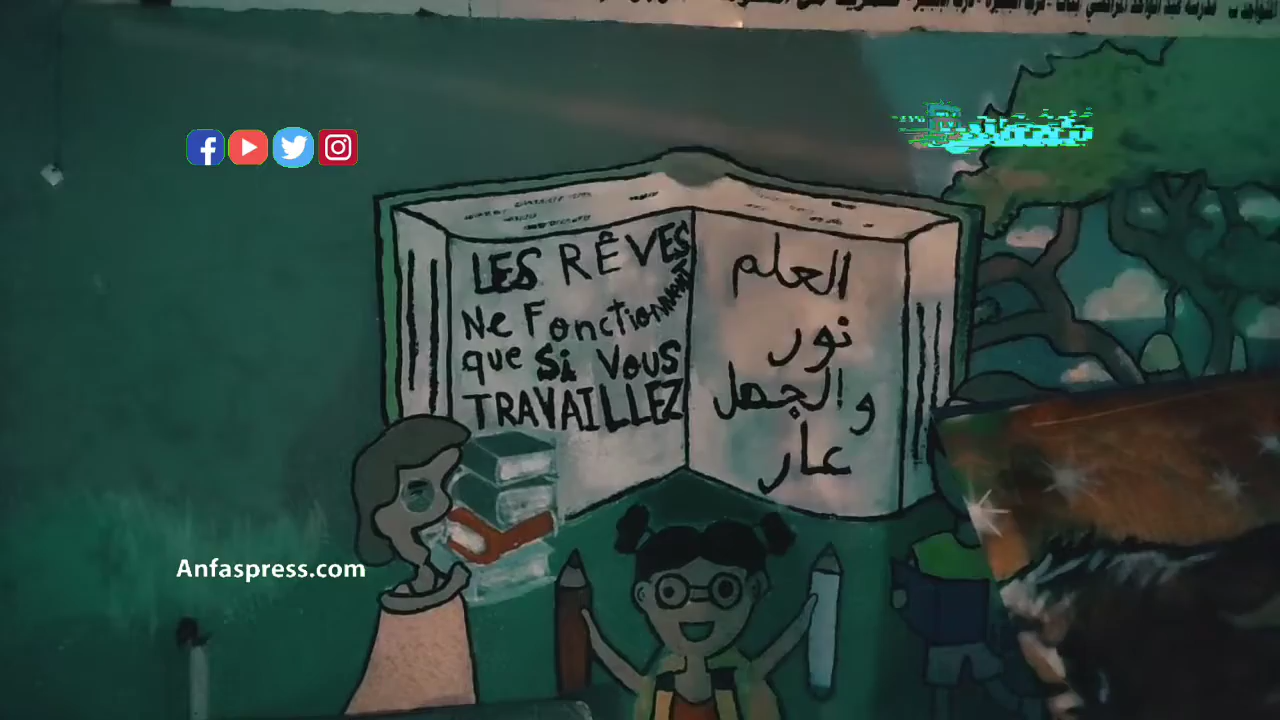 LES RÊVES
Ne Fonctionnent
que Si Vous
TRAVAILLEZ
العلم
نور
والجهل
عار
Anfaspress.com